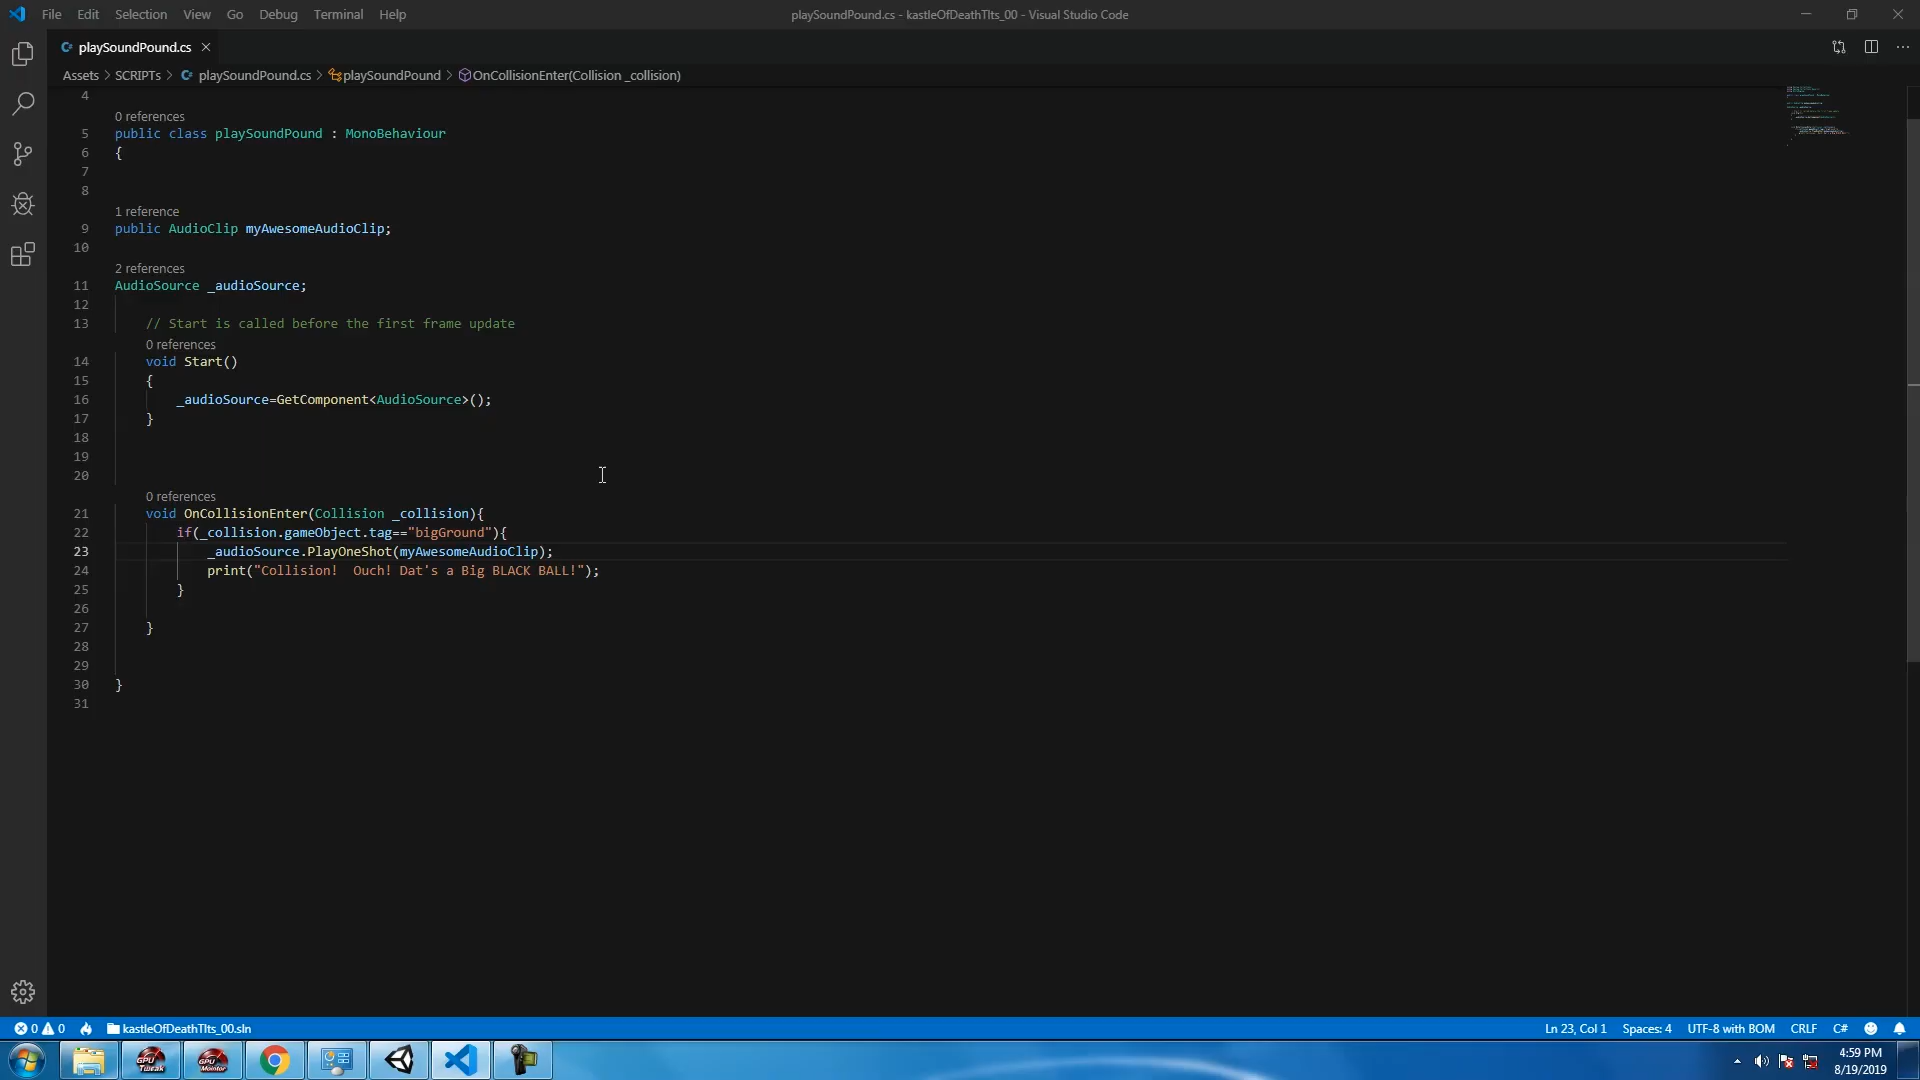 File Edit Selection View Go Debug Terminal Help
playSoundPound.cs - kastleOfDeathTlts_00 - Visual Studio Code
playSoundPound.cs
Assets > SCRIPTs > playSoundPound.cs > playSoundPound > OnCollisionEnter(Collision _collision)
4
0 references
5 public class playSoundPound : MonoBehaviour
6 {
7
8
1 reference
9 public AudioClip myAwesomeAudioClip;
10
2 references
11 AudioSource _audioSource;
12
13 // Start is called before the first frame update
0 references
14 void Start()
15 {
16 _audioSource=GetComponent<AudioSource>();
17 }
18
19
20
0 references
21 void OnCollisionEnter(Collision _collision){
22 if(_collision.gameObject.tag=="bigGround"){
23 _audioSource.PlayOneShot(myAwesomeAudioClip);
24 print("Collision!  Ouch! Dat's a Big BLACK BALL!");
25 }
26
27 }
28
29
30 }
31
0 0 kastleOfDeathTlts_00.sln Ln 23, Col 1 Spaces: 4 UTF-8 with BOM CRLF C#
GPU Tweak
GPU Monitor
4:59 PM
8/19/2019